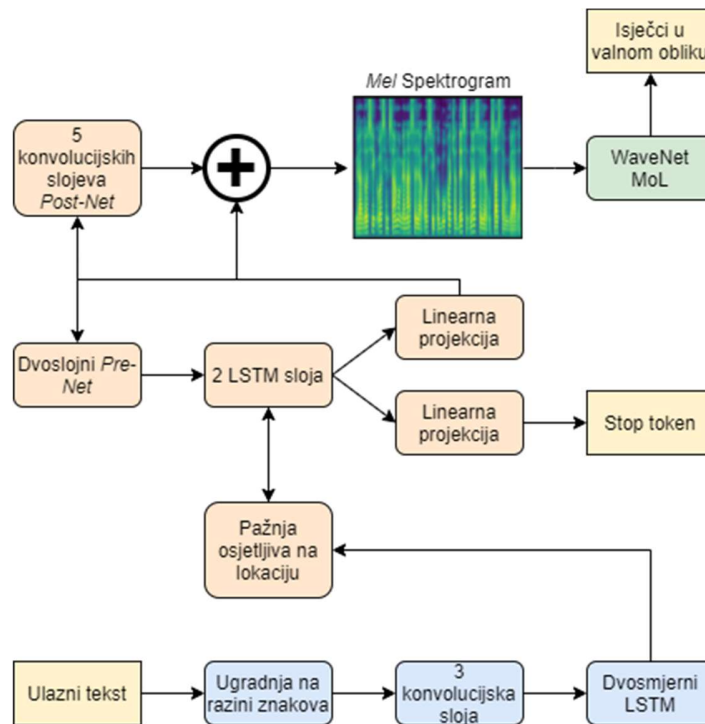 Isječci u
valnom obliku
Mel Spektrogram
5
konvolucijskih
slojeva
Post-Net
WaveNet
MoL
Linearna
projekcija
Dvoslojni Pre-
Net
2 LSTM sloja
Linearna
projekcija
Stop token
Pažnja
osjetljiva na
lokaciju
Ulazni tekst
Ugradnja na
razini znakova
3
konvolucijska
sloja
Dvosmjerni
LSTM